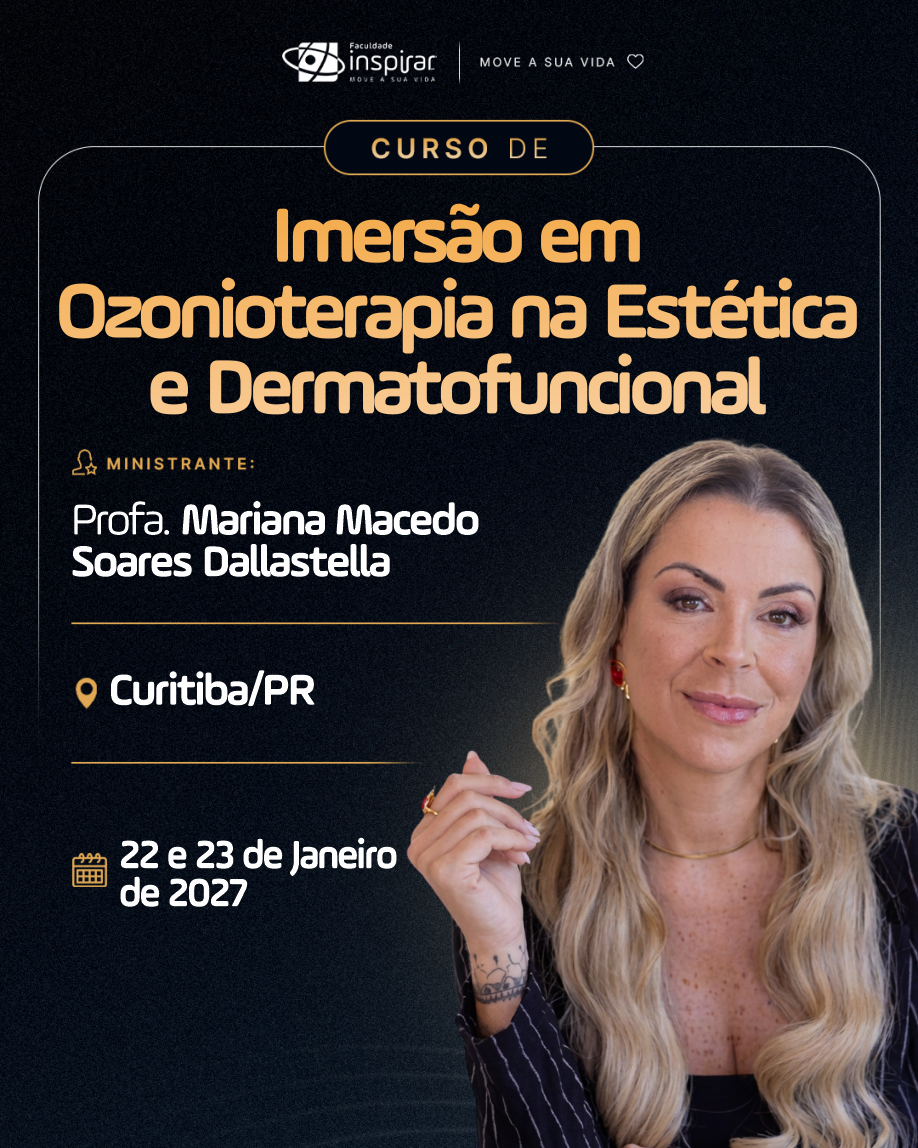 Faculdade
inspirar
MOVE A SUA VIDA
MOVE A SUA VIDA
CURSO DE
Imersão em
Ozonioterapia na Estética
e Dermatofuncional
MINISTRANTE:
Profa. Mariana Macedo
Soares Dallastella
Curitiba/PR
22 e 23 de Janeiro
de 2027